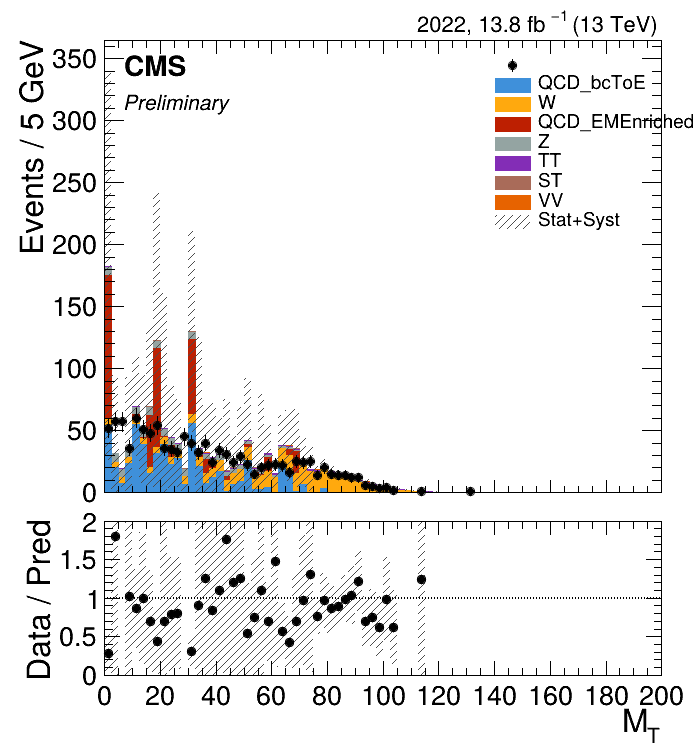 2022, 13.8 fb⁻¹ (13 TeV)
Events / 5 GeV
350
300
250
200
150
100
50
0
CMS
Preliminary
QCD_bcToE
W
QCD_EMEnriched
Z
TT
ST
VV
Stat+Syst
Data / Pred
2
1.5
1
0.5
0
0 20 40 60 80 100 120 140 160 180 200
M_T